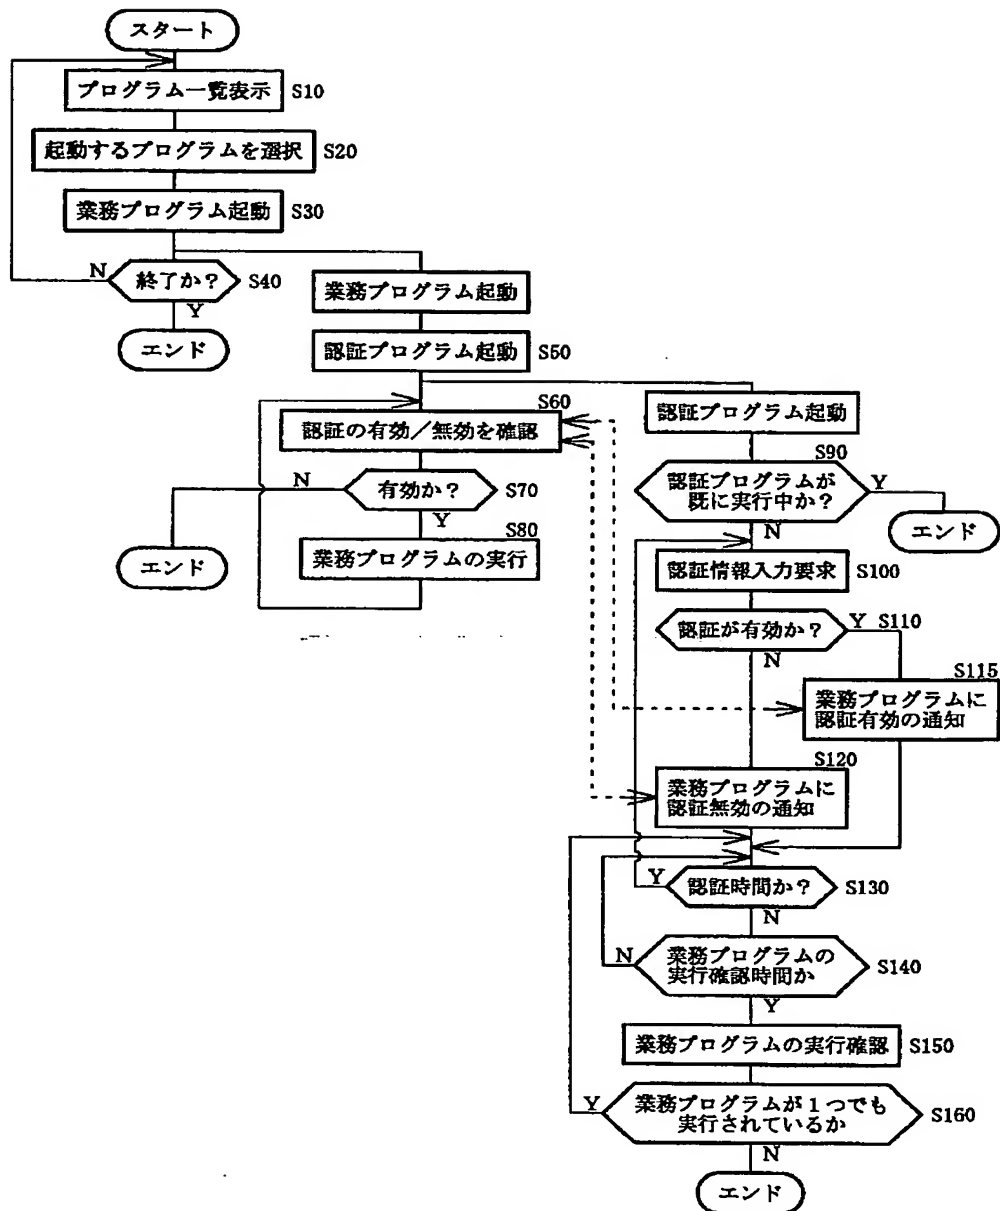 スタート
プログラム一覧表示
S10
起動するプログラムを選択
S20
業務プログラム起動
S30
終了か?
S40
N
Y
エンド
業務プログラム起動
認証プログラム起動
S50
S60
認証の有効/無効を確認
有効か?
S70
N
Y
エンド
S80
業務プログラムの実行
認証プログラム起動
S90
認証プログラムが
既に実行中か?
Y
N
エンド
認証情報入力要求
S100
認証が有効か?
Y
S110
N
S115
業務プログラムに
認証有効の通知
S120
業務プログラムに
認証無効の通知
認証時間か?
S130
Y
N
業務プログラムの
実行確認時間か
S140
N
Y
業務プログラムの実行確認
S150
業務プログラムが1つでも
実行されているか
S160
Y
N
エンド